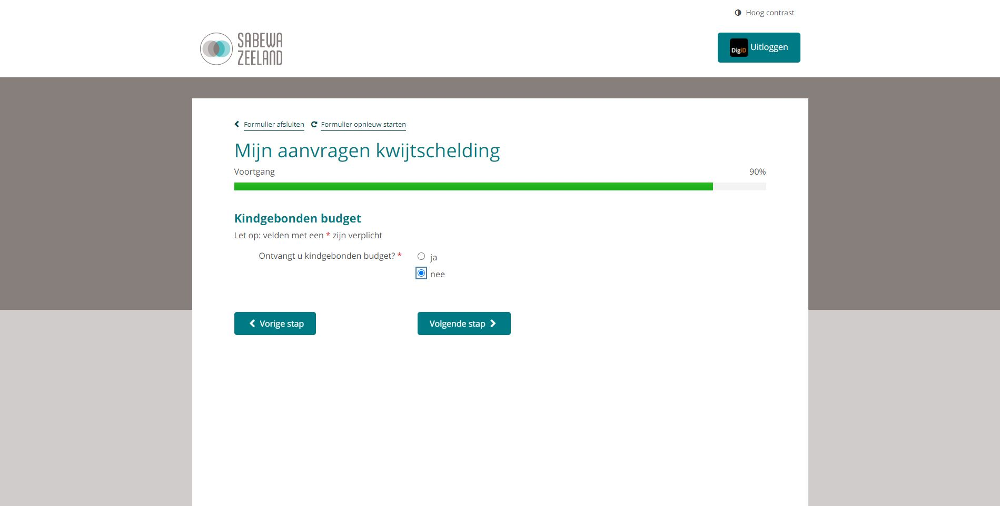 Hoog contrast
SABEWA
ZEELAND
DigiD Uitloggen
Formulier afsluiten Formulier opnieuw starten
Mijn aanvragen kwijtschelding
Voortgang 90%
Kindgebonden budget
Let op: velden met een * zijn verplicht
Ontvangt u kindgebonden budget? * ja
nee
Vorige stap Volgende stap